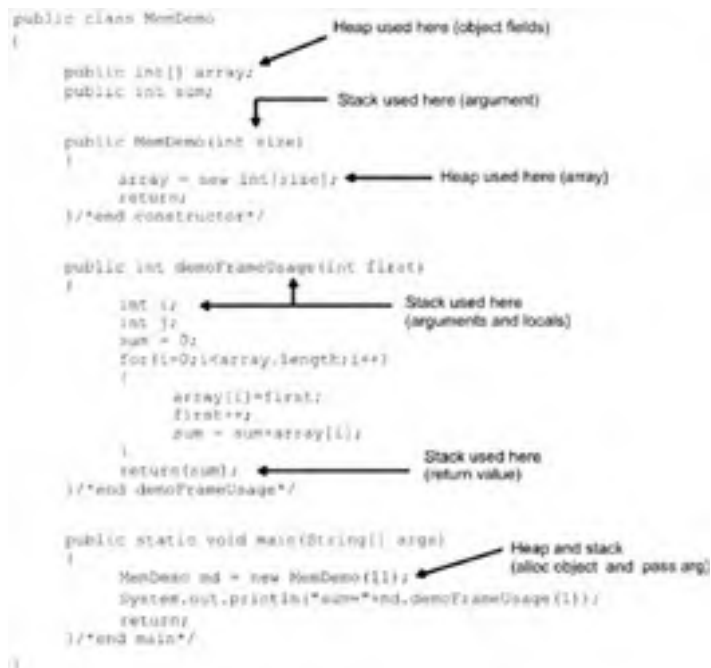 public class MemDemo
{
Heap used here (object fields)
public int[] array;
public int sum;
Stack used here (argument)
public MemDemo(int size)
{
array = new int[size];
Heap used here (array)
return;
}/*end constructor*/
public int demoFrameUsage(int first)
{
int i;
Stack used here
(arguments and locals)
int j;
sum = 0;
for(i=0;i<array.length;i++)
{
array[i]=first;
first++;
sum = sum+array[i];
}
return(sum);
Stack used here
(return value)
}/*end demoFrameUsage*/
public static void main(String[] args)
{
Heap and stack
(alloc object and pass arg)
MemDemo md = new MemDemo(11);
System.out.println("sum="+md.demoFrameUsage(1));
return;
}/*end main*/
}